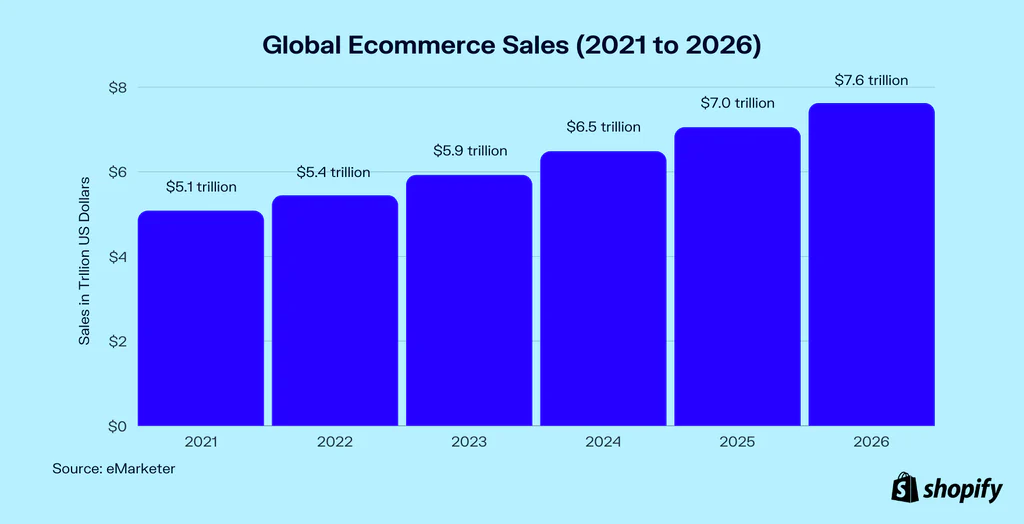 Global Ecommerce Sales (2021 to 2026)
$8
$6
$4
$2
$0
Sales in Trllion US Dollars
$5.1 trillion
$5.4 trillion
$5.9 trillion
$6.5 trillion
$7.0 trillion
$7.6 trillion
2021
2022
2023
2024
2025
2026
Source: eMarketer
shopify